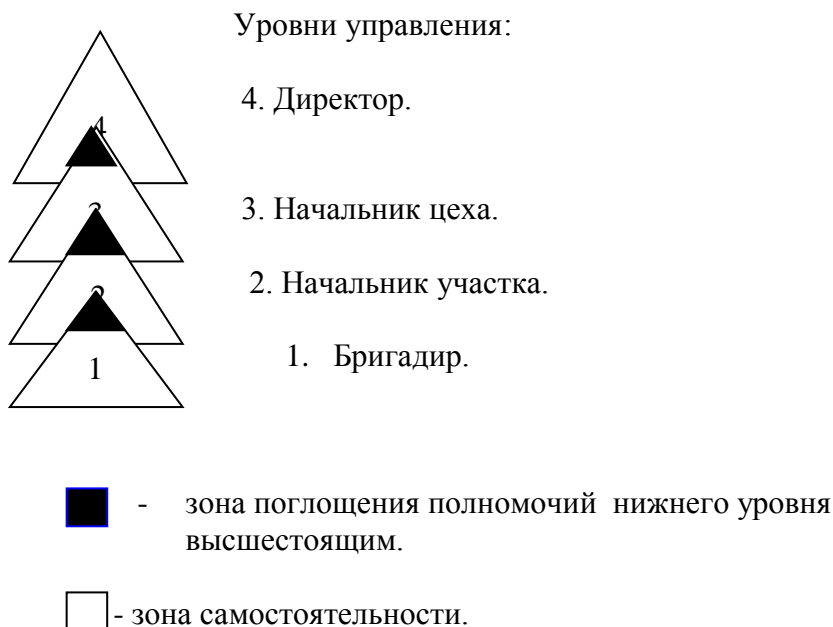 Уровни управления:
4
4. Директор.
3. Начальник цеха.
2. Начальник участка.
1
1. Бригадир.
- зона поглощения полномочий нижнего уровня
высшестоящим.
- зона самостоятельности.